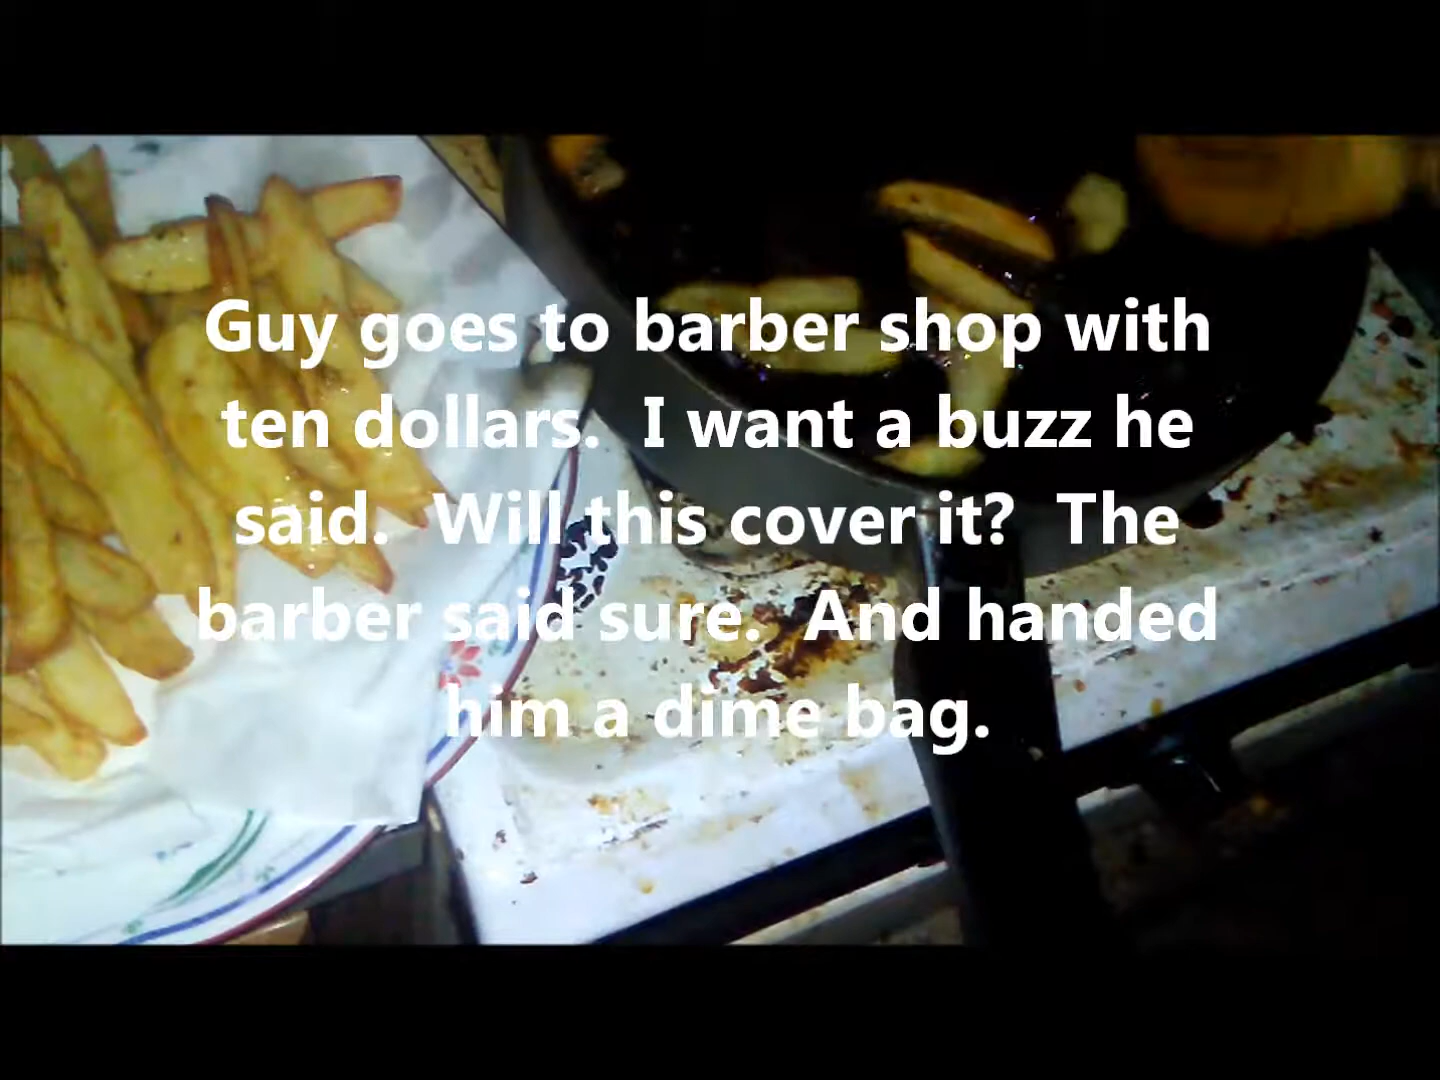 Guy goes to barber shop with
ten dollars.  I want a buzz he
said.  Will this cover it?  The
barber said sure.  And handed
him a dime bag.